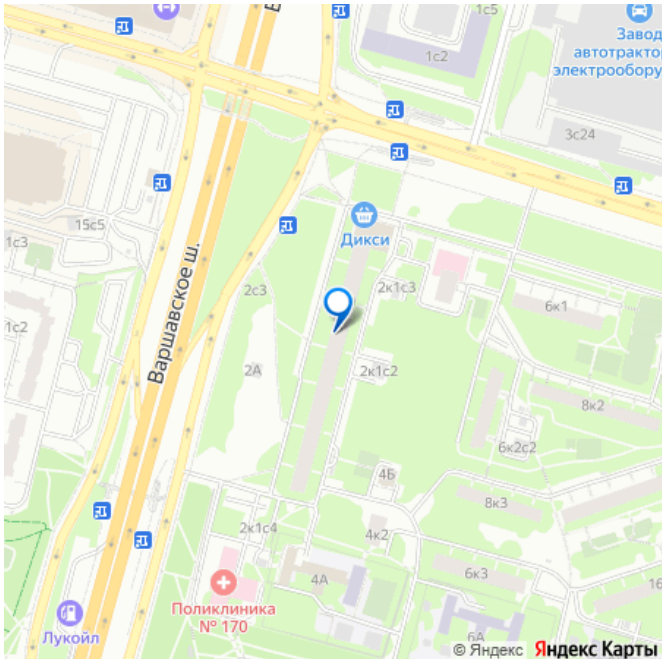 1с5
1с2
Завод
автотрактор
электрообору
3с24
В
15с5
1с3
Дикси
Варшавское ш.
2с3
2к1с3
6к1
1с2
2А
2к1с2
8к2
6к2с2
4Б
8к3
2к1с4
4к2
4А
6к3
16
Поликлиника
№ 170
Лукойл
6А
© Яндекс Яндекс Карты